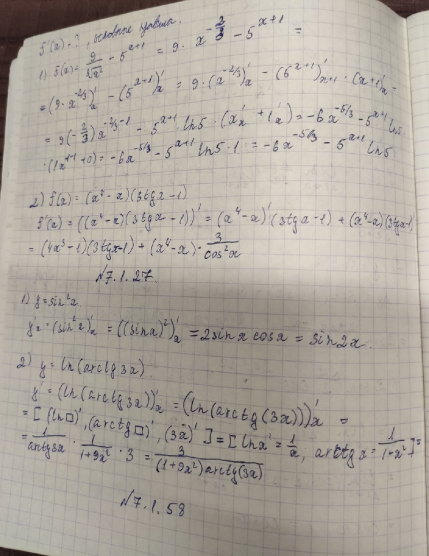 f'(x) = ?, основные правила.
1) f(x) = 9/∛x² - 5^(x+1) = 9 · x^(-2/3) - 5^(x+1) =
= (9 · x^(-2/3))'ₓ - (5^(x+1))'ₓ = 9 · (x^(-2/3))'ₓ - (5^(x+1))'ₓ₊₁ · (x+1)'ₓ =
= 9(-2/3)x^(-2/3-1) - 5^(x+1) ln5 · (x'ₓ + 1'ₓ) = -6x^(-5/3) - 5^(x+1) ln5 ·
· (1x^(1-1) + 0) = -6x^(-5/3) - 5^(x+1) ln5 · 1 = -6x^(-5/3) - 5^(x+1) ln5
2) f(x) = (x⁴ - x)(3tgx - 1)
f'(x) = ((x⁴ - x)(3tgx - 1))' = (x⁴ - x)'(3tgx - 1) + (x⁴ - x)(3tgx - 1)'
= (4x³ - 1)(3tgx - 1) + (x⁴ - x) · 3/cos²x
№7.1.27.
1) y = sin²x.
y'ₓ = (sin²x)'ₓ = ((sinx)²)'ₓ = 2sinx cosx = sin2x.
2) y = ln(arctg3x)
y' = (ln(arctg3x))'ₓ = (ln(arctg(3x)))'ₓ =
= [(ln□)', (arctg□)', (3x)'] = [lnx' = 1/x, arctgx = 1/(1+x²)] =
= 1/arctg3x · 1/(1+9x²) · 3 = 3/((1+9x²)arctg(3x))
№7.1.58